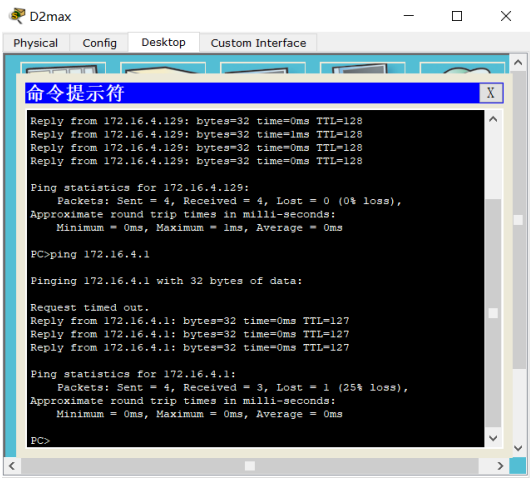 D2max
Physical Config Desktop Custom Interface
命令提示符 X
Reply from 172.16.4.129: bytes=32 time=0ms TTL=128
Reply from 172.16.4.129: bytes=32 time=1ms TTL=128
Reply from 172.16.4.129: bytes=32 time=0ms TTL=128
Reply from 172.16.4.129: bytes=32 time=0ms TTL=128
Ping statistics for 172.16.4.129:
Packets: Sent = 4, Received = 4, Lost = 0 (0% loss),
Approximate round trip times in milli-seconds:
Minimum = 0ms, Maximum = 1ms, Average = 0ms
PC>ping 172.16.4.1
Pinging 172.16.4.1 with 32 bytes of data:
Request timed out.
Reply from 172.16.4.1: bytes=32 time=0ms TTL=127
Reply from 172.16.4.1: bytes=32 time=0ms TTL=127
Reply from 172.16.4.1: bytes=32 time=0ms TTL=127
Ping statistics for 172.16.4.1:
Packets: Sent = 4, Received = 3, Lost = 1 (25% loss),
Approximate round trip times in milli-seconds:
Minimum = 0ms, Maximum = 0ms, Average = 0ms
PC>